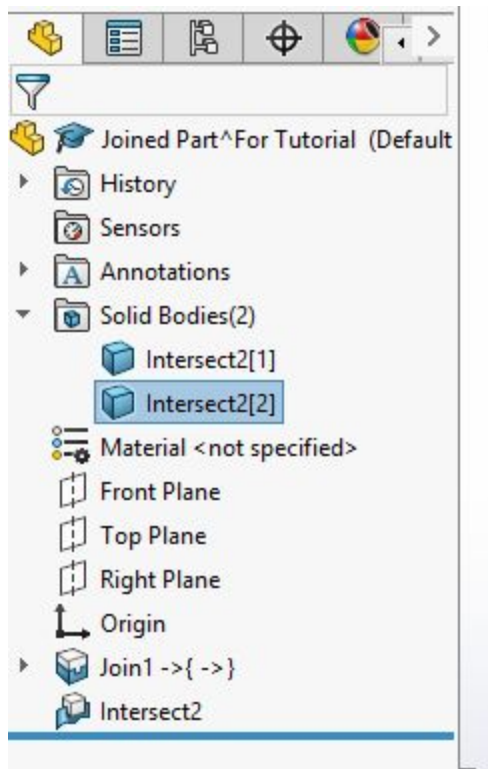 Joined Part^For Tutorial (Default
History
Sensors
A Annotations
Solid Bodies(2)
Intersect2[1]
Intersect2[2]
Material <not specified>
Front Plane
Top Plane
Right Plane
Origin
Join1 ->{ ->}
Intersect2